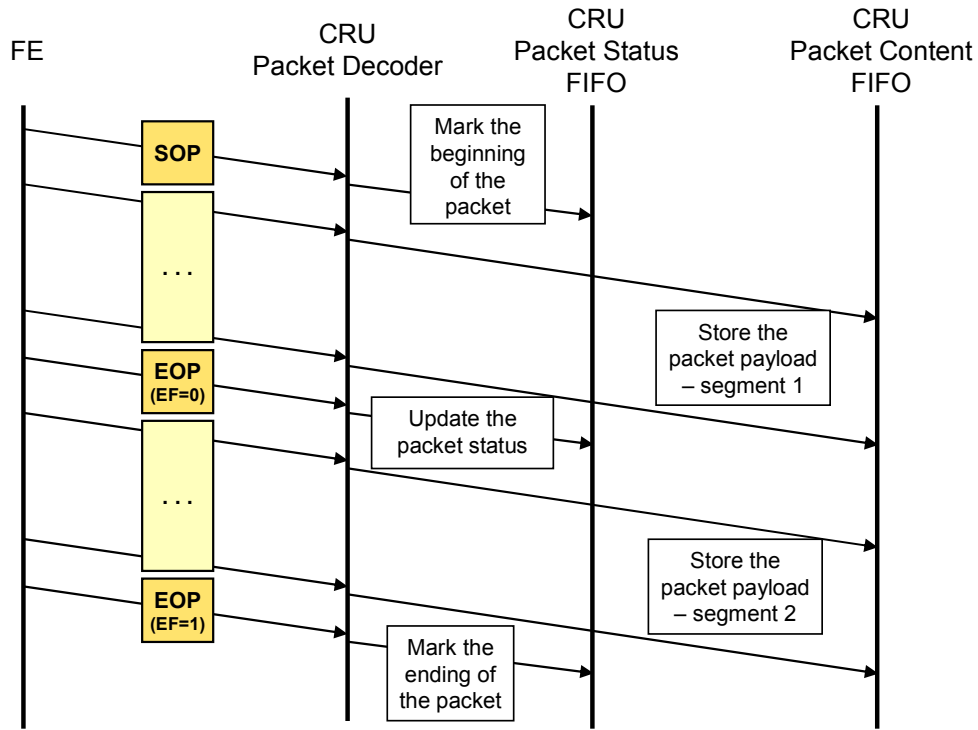 FE
CRU
Packet Decoder
CRU
Packet Status
FIFO
CRU
Packet Content
FIFO
SOP
Mark the
beginning
of the
packet
. . .
Store the
packet payload
– segment 1
EOP
(EF=0)
Update the
packet status
. . .
Store the
packet payload
– segment 2
EOP
(EF=1)
Mark the
ending of
the packet